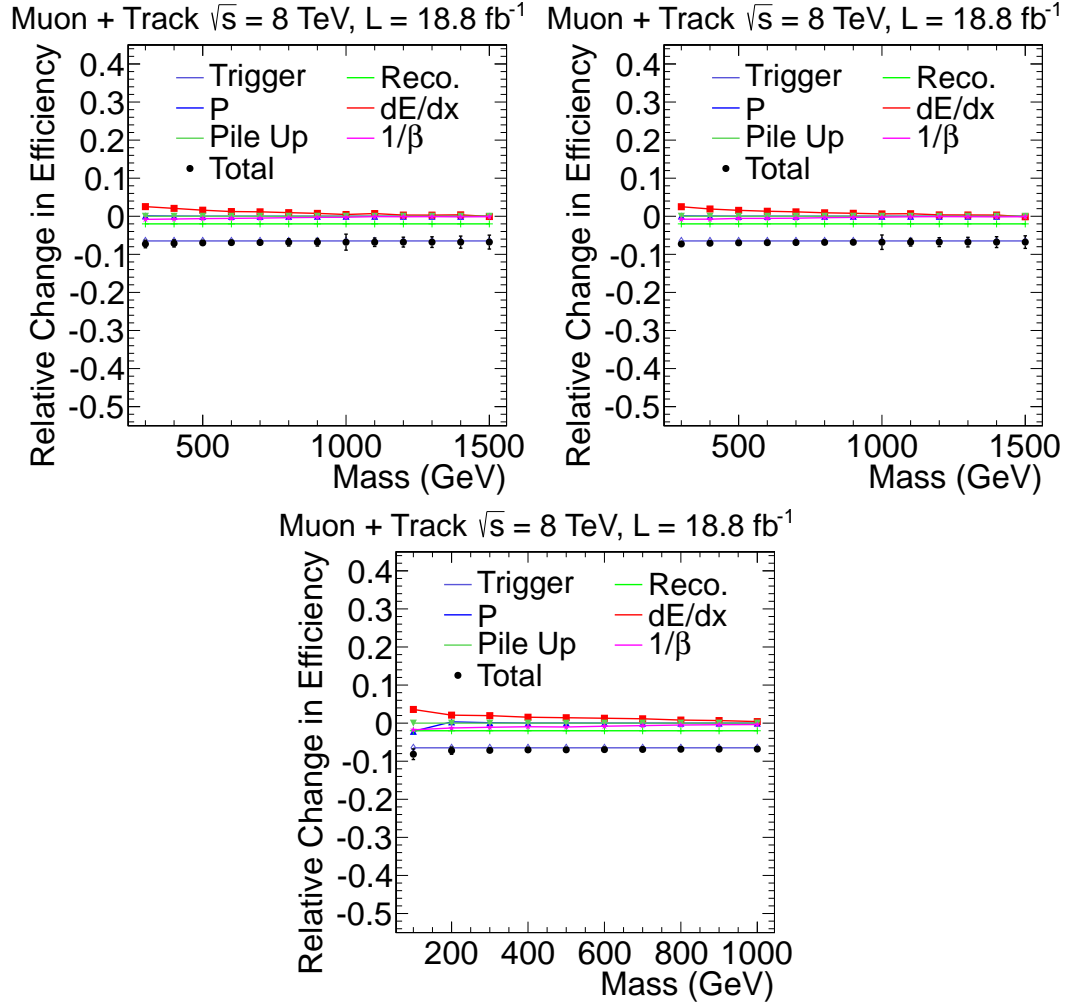 Muon + Track √s = 8 TeV, L = 18.8 fb⁻¹
Relative Change in Efficiency
0.4
0.3
0.2
0.1
0
-0.1
-0.2
-0.3
-0.4
-0.5
Trigger
Reco.
P
dE/dx
Pile Up
1/β
Total
500
1000
1500
Mass (GeV)
Muon + Track √s = 8 TeV, L = 18.8 fb⁻¹
Relative Change in Efficiency
0.4
0.3
0.2
0.1
0
-0.1
-0.2
-0.3
-0.4
-0.5
Trigger
Reco.
P
dE/dx
Pile Up
1/β
Total
500
1000
1500
Mass (GeV)
Muon + Track √s = 8 TeV, L = 18.8 fb⁻¹
Relative Change in Efficiency
0.4
0.3
0.2
0.1
0
-0.1
-0.2
-0.3
-0.4
-0.5
Trigger
Reco.
P
dE/dx
Pile Up
1/β
Total
200
400
600
800
1000
Mass (GeV)